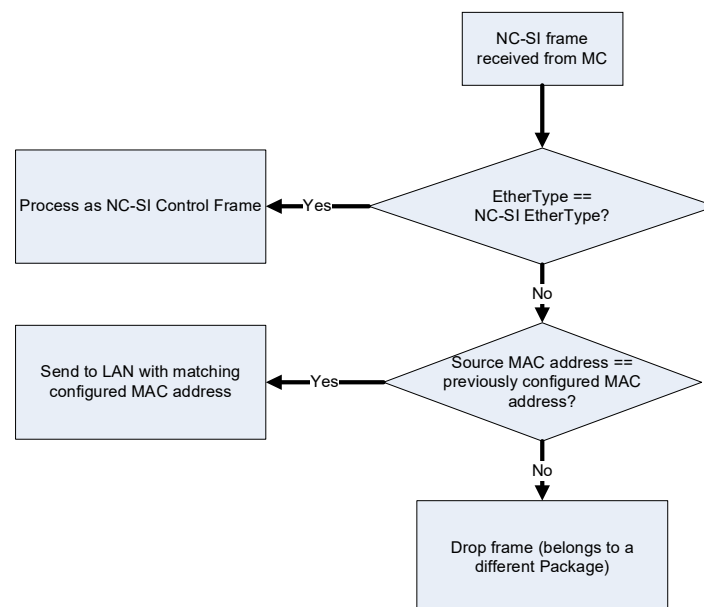 NC-SI frame
received from MC
EtherType ==
NC-SI EtherType?
Yes
Process as NC-SI Control Frame
No
Source MAC address ==
previously configured MAC
address?
Yes
Send to LAN with matching
configured MAC address
No
Drop frame (belongs to a
different Package)